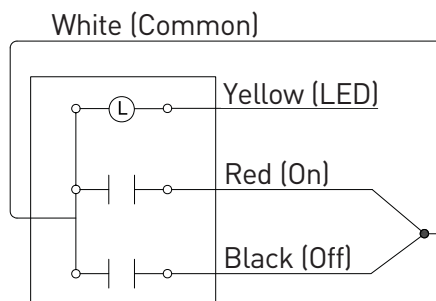 White (Common)
L
Yellow (LED)
Red (On)
Black (Off)